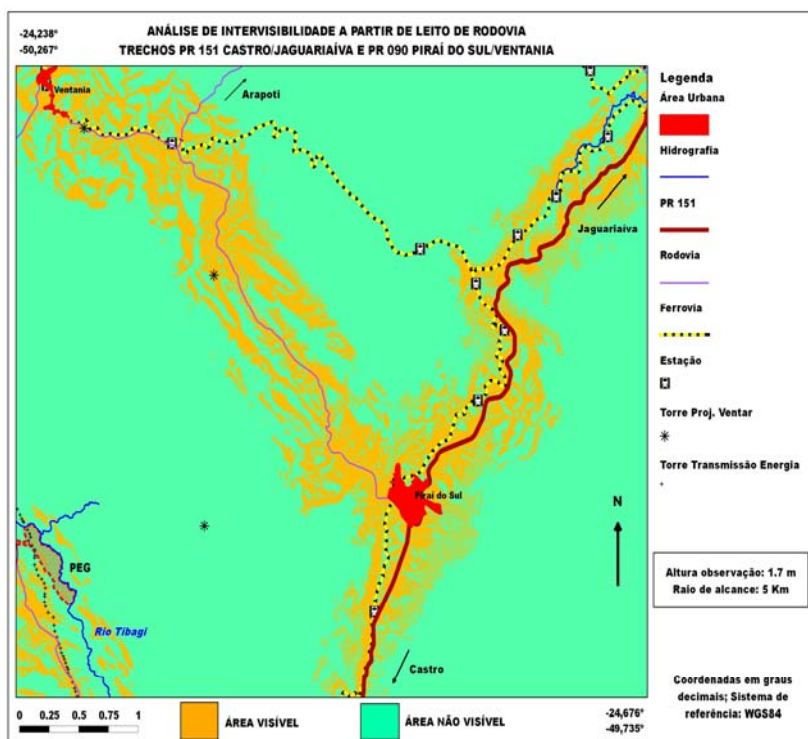 ANÁLISE DE INTERVISIBILIDADE A PARTIR DE LEITO DE RODOVIA
TRECHOS PR 151 CASTRO/JAGUARIAÍVA E PR 090 PIRAÍ DO SUL/VENTANIA
-24,238º
-50,267º
Ventania
Arapoti
Jaguariaíva
Piraí do Sul
PEG
Rio Tibagi
Castro
N
Legenda
Área Urbana
Hidrografia
PR 151
Rodovia
Ferrovia
Estação
Torre Proj. Ventar
Torre Transmissão Energia
Altura observação: 1.7 m
Raio de alcance: 5 Km
Coordenadas em graus
decimais; Sistema de
referência: WGS84
0 0.25 0.5 0.75 1
ÁREA VISÍVEL
ÁREA NÃO VISÍVEL
-24,676º
-49,735º